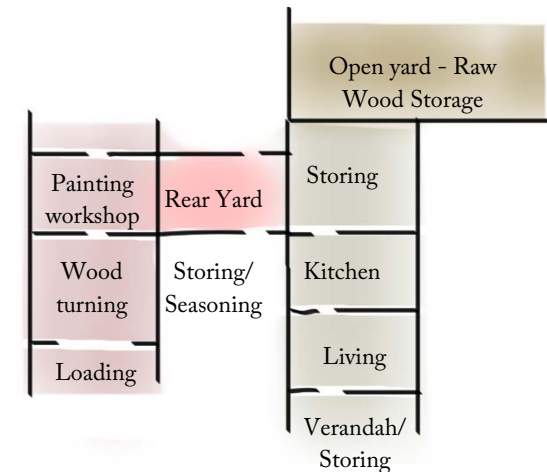 Open yard - Raw
Wood Storage
Painting
workshop
Rear Yard
Storing
Wood
turning
Storing/
Seasoning
Kitchen
Loading
Living
Verandah/
Storing